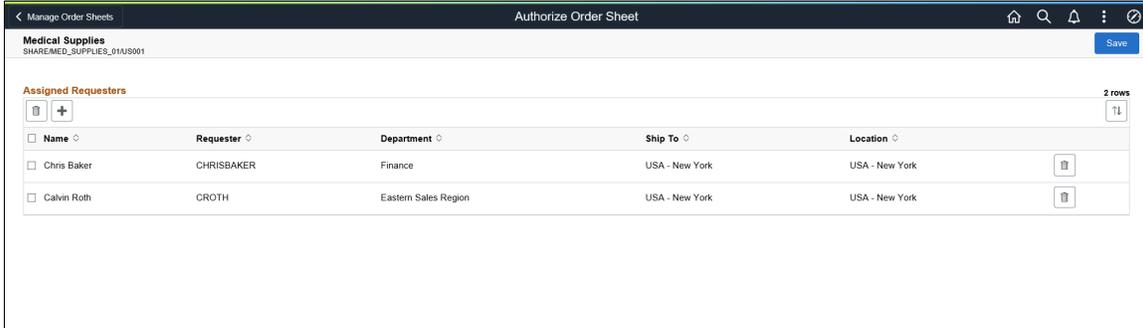 Manage Order Sheets
Authorize Order Sheet
Medical Supplies
SHARE/MED_SUPPLIES_01/US001
Save
Assigned Requesters
2 rows
Name Requester Department Ship To Location
Chris Baker CHRISBAKER Finance USA - New York USA - New York
Calvin Roth CROTH Eastern Sales Region USA - New York USA - New York